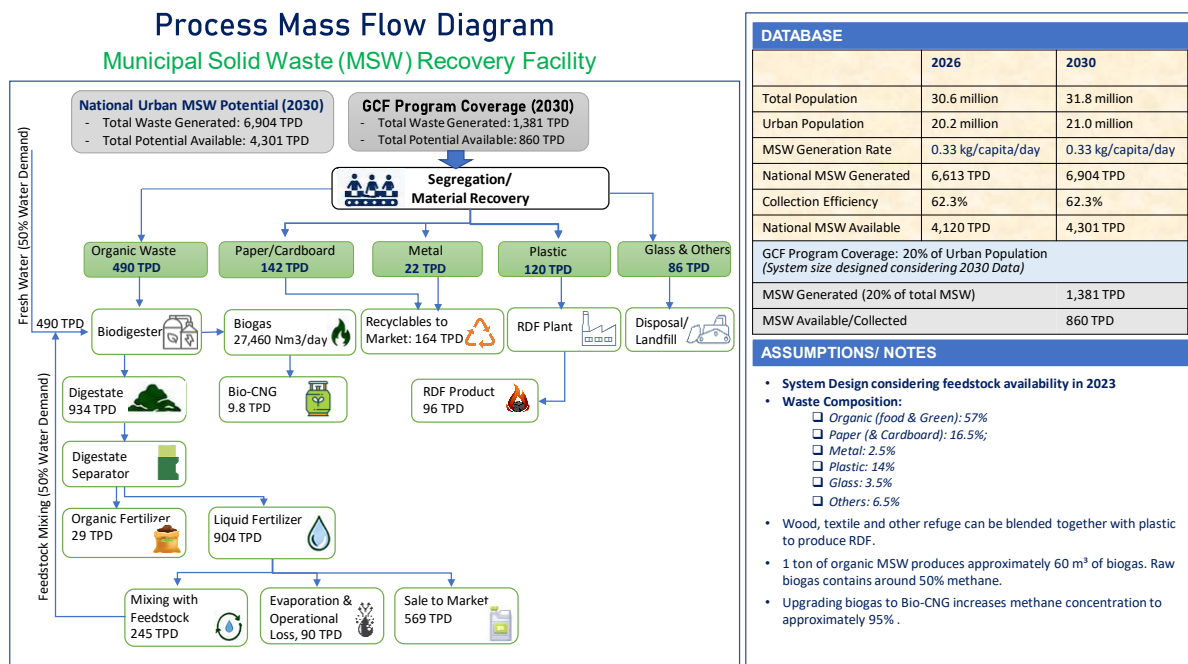 Process Mass Flow Diagram
Municipal Solid Waste (MSW) Recovery Facility
National Urban MSW Potential (2030)
- Total Waste Generated: 6,904 TPD
- Total Potential Available: 4,301 TPD
GCF Program Coverage (2030)
- Total Waste Generated: 1,381 TPD
- Total Potential Available: 860 TPD
Fresh Water (50% Water Demand)
Segregation/
Material Recovery
Organic Waste
490 TPD
Paper/Cardboard
142 TPD
Metal
22 TPD
Plastic
120 TPD
Glass & Others
86 TPD
490 TPD
Biodigester
Biogas
27,460 Nm3/day
Recyclables to
Market: 164 TPD
RDF Plant
Disposal/
Landfill
Feedstock Mixing (50% Water Demand)
Digestate
934 TPD
Bio-CNG
9.8 TPD
RDF Product
96 TPD
Digestate
Separator
Organic Fertilizer
29 TPD
Liquid Fertilizer
904 TPD
Mixing with
Feedstock
245 TPD
Evaporation &
Operational
Loss, 90 TPD
Sale to Market
569 TPD
DATABASE
2026 2030
Total Population 30.6 million 31.8 million
Urban Population 20.2 million 21.0 million
MSW Generation Rate 0.33 kg/capita/day 0.33 kg/capita/day
National MSW Generated 6,613 TPD 6,904 TPD
Collection Efficiency 62.3% 62.3%
National MSW Available 4,120 TPD 4,301 TPD
GCF Program Coverage: 20% of Urban Population
(System size designed considering 2030 Data)
MSW Generated (20% of total MSW) 1,381 TPD
MSW Available/Collected 860 TPD
ASSUMPTIONS/ NOTES
• System Design considering feedstock availability in 2023
• Waste Composition:
❑ Organic (food & Green): 57%
❑ Paper (& Cardboard): 16.5%;
❑ Metal: 2.5%
❑ Plastic: 14%
❑ Glass: 3.5%
❑ Others: 6.5%
• Wood, textile and other refuge can be blended together with plastic
to produce RDF.
• 1 ton of organic MSW produces approximately 60 m³ of biogas. Raw
biogas contains around 50% methane.
• Upgrading biogas to Bio-CNG increases methane concentration to
approximately 95% .